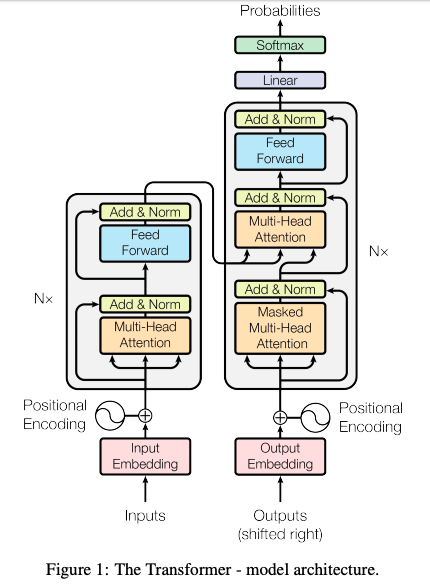 Probabilities
Softmax
Linear
Add & Norm
Feed
Forward
Add & Norm
Multi-Head
Attention
Add & Norm
Masked
Multi-Head
Attention
N×
Positional
Encoding
Output
Embedding
Outputs
(shifted right)
Add & Norm
Feed
Forward
Add & Norm
Multi-Head
Attention
N×
Positional
Encoding
Input
Embedding
Inputs
Figure 1: The Transformer - model architecture.